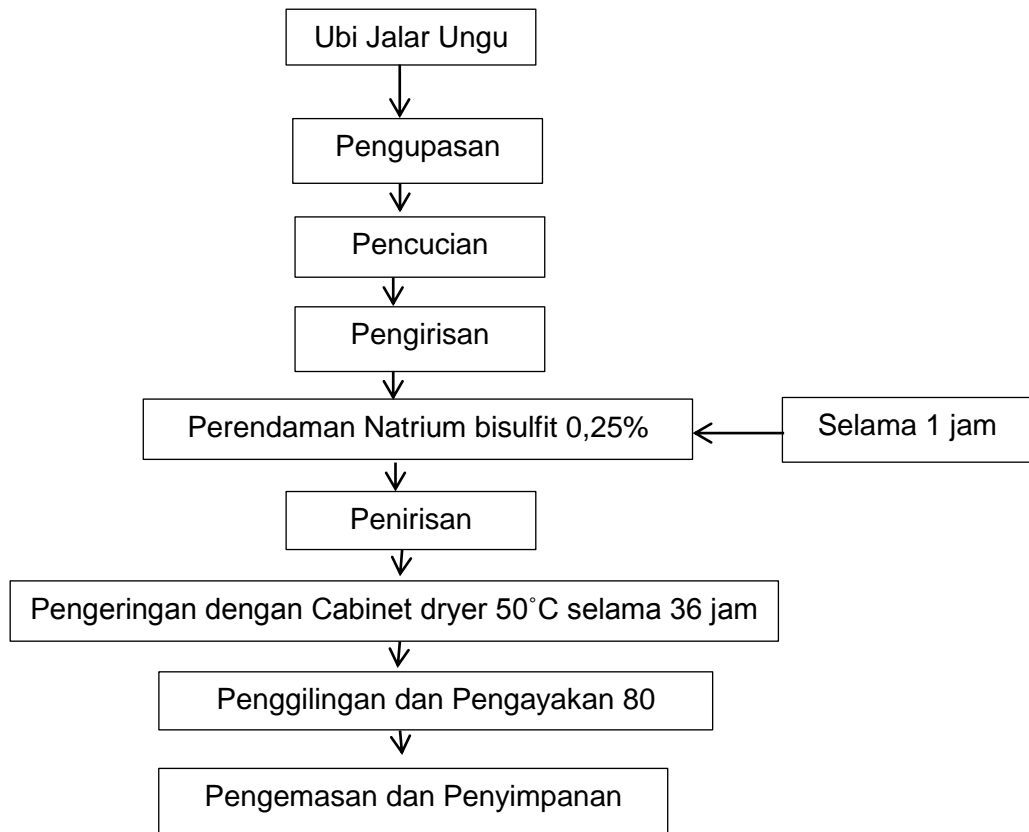 Ubi Jalar Ungu
Pengupasan
Pencucian
Pengirisan
Perendaman Natrium bisulfit 0,25%
Selama 1 jam
Penirisan
Pengeringan dengan Cabinet dryer 50˚C selama 36 jam
Penggilingan dan Pengayakan 80
Pengemasan dan Penyimpanan